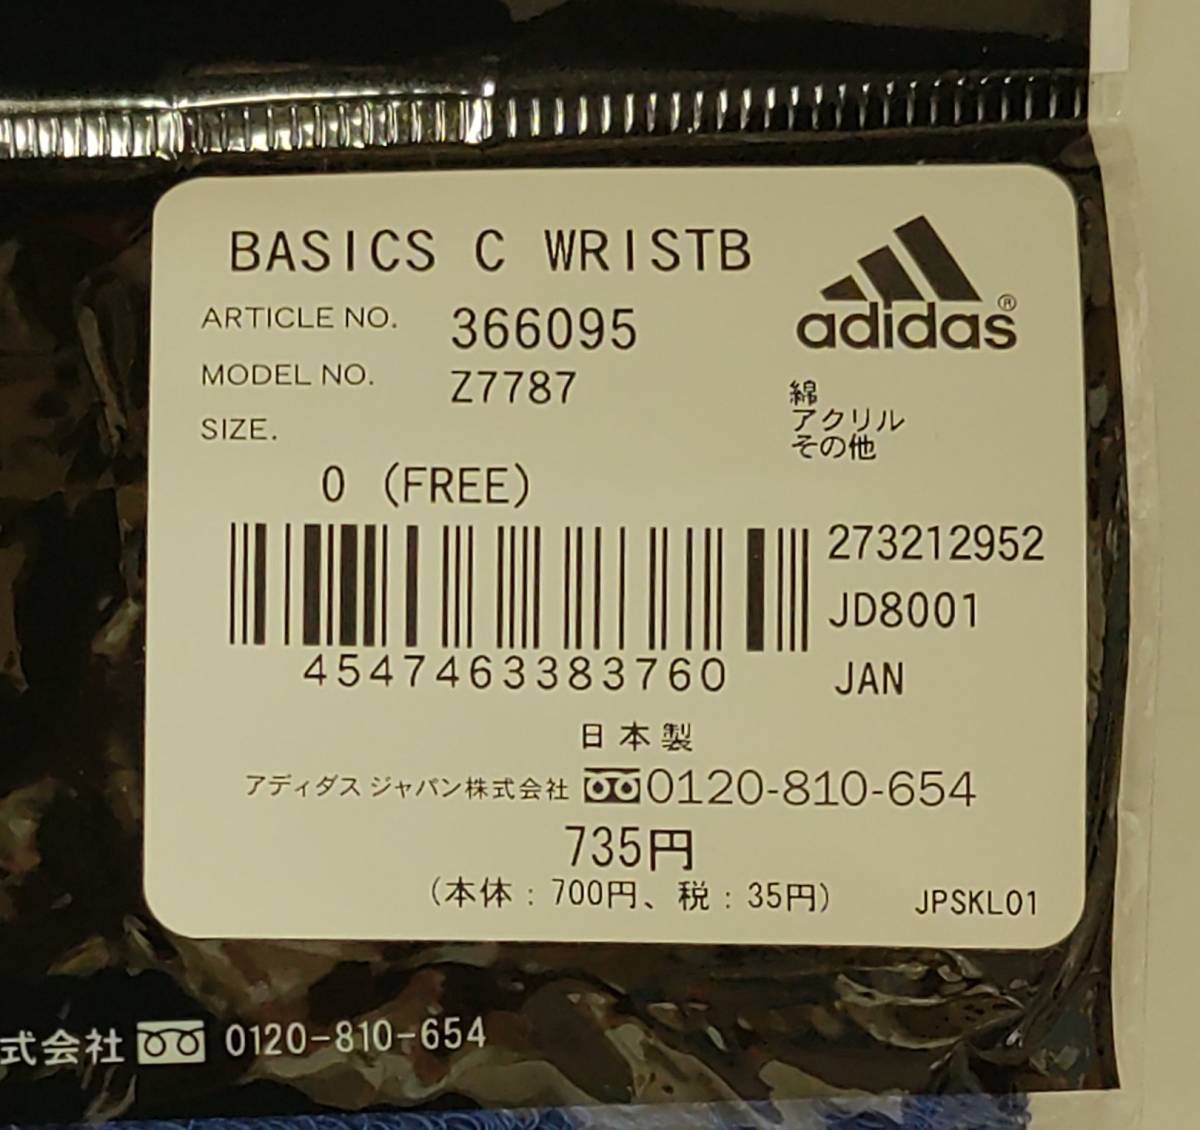 BASICS C WRISTB
adidas®
ARTICLE NO. 366095
MODEL NO. Z7787
SIZE.
綿
アクリル
その他
0 (FREE)
273212952
JD8001
4547463383760
JAN
日本製
アディダス ジャパン株式会社 0120-810-654
735円
(本体：700円、税：35円)
JPSKL01
式会社 0120-810-654